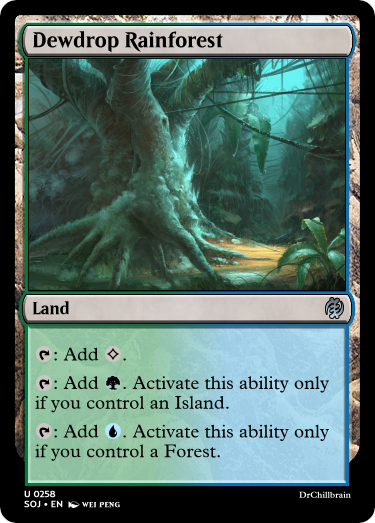 Dewdrop Rainforest
Land
: Add .
: Add . Activate this ability only
if you control an Island.
: Add . Activate this ability only
if you control a Forest.
U 0258
SOJ • EN WEI PENG
DrChillbrain